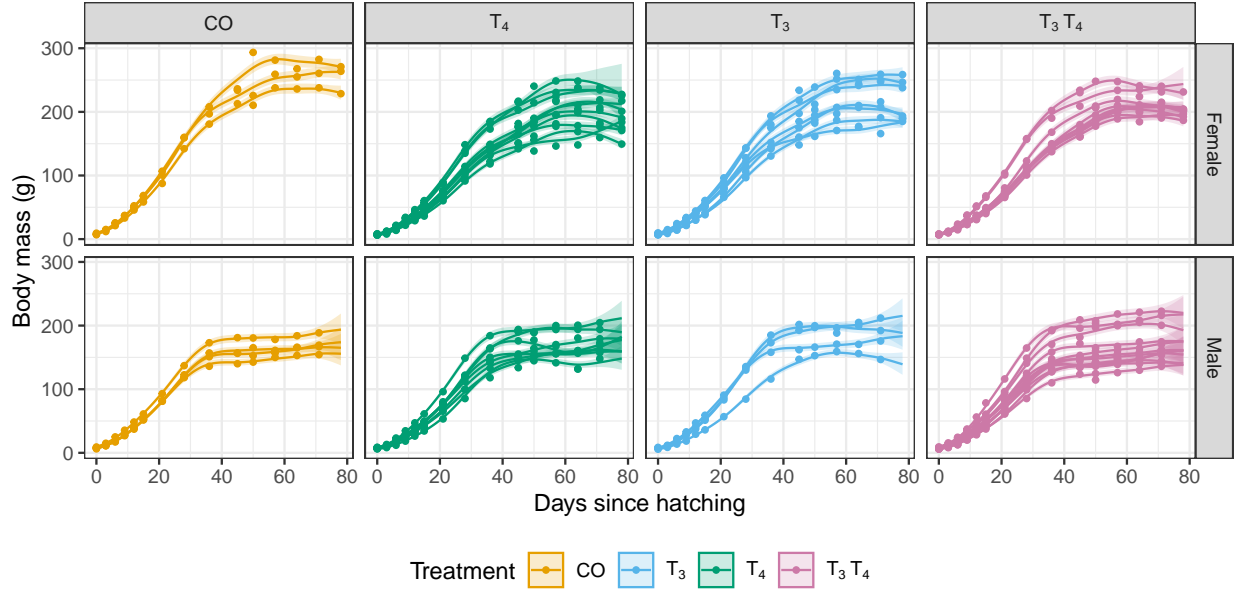 CO T₄ T₃ T₃ T₄
Body mass (g)
300
200
100
0
Female
300
200
100
0
Male
0 20 40 60 80 0 20 40 60 80 0 20 40 60 80 0 20 40 60 80
Days since hatching
Treatment CO T₃ T₄ T₃ T₄